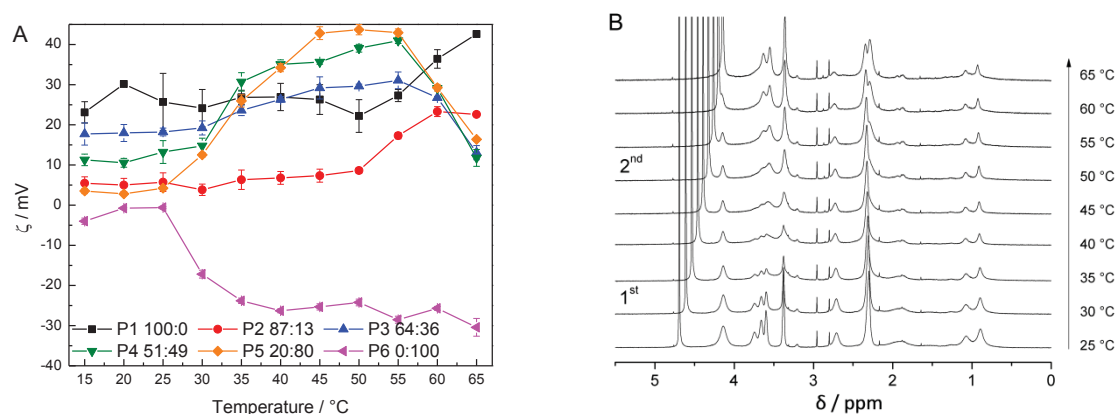 A
ζ / mV
40
30
20
10
0
10
20
-30
-40
P1 100:0 P2 87:13 P3 64:36
P4 51:49 P5 20:80 P6 0:100
15 20 25 30 35 40 45 50 55 60 65
Temperature / °C
B
65 °C
60 °C
55 °C
2nd
50 °C
45 °C
40 °C
1st
35 °C
30 °C
25 °C
5 4 3 2 1 0
δ / ppm